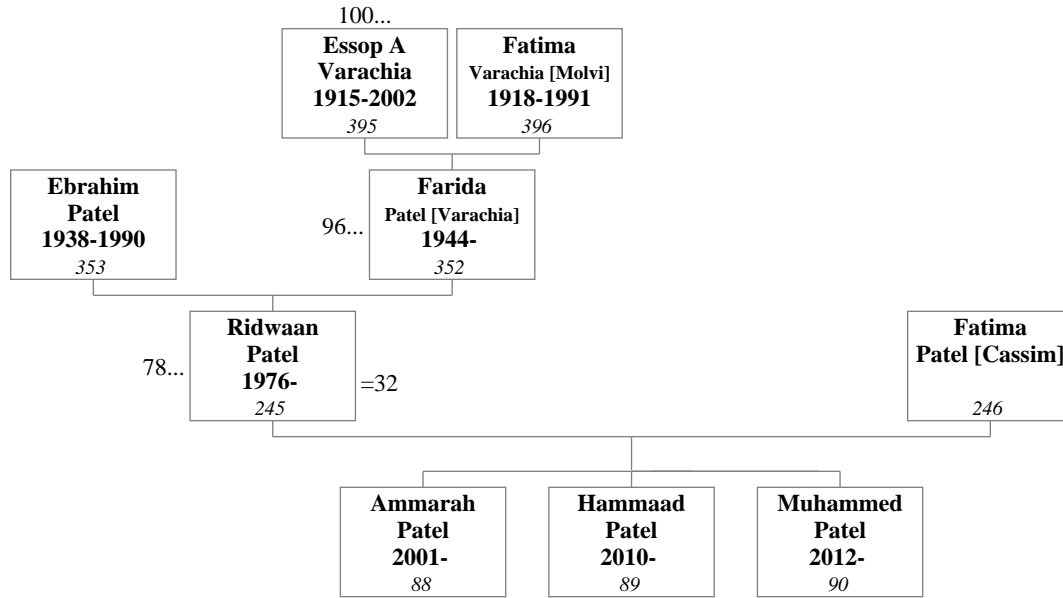 100...
Essop A
Varachia
1915-2002
395
Fatima
Varachia [Molvi]
1918-1991
396
Ebrahim
Patel
1938-1990
353
96...
Farida
Patel [Varachia]
1944-
352
78...
Ridwaan
Patel
1976-
245
=32
Fatima
Patel [Cassim]
246
Ammarah
Patel
2001-
88
Hammaad
Patel
2010-
89
Muhammed
Patel
2012-
90